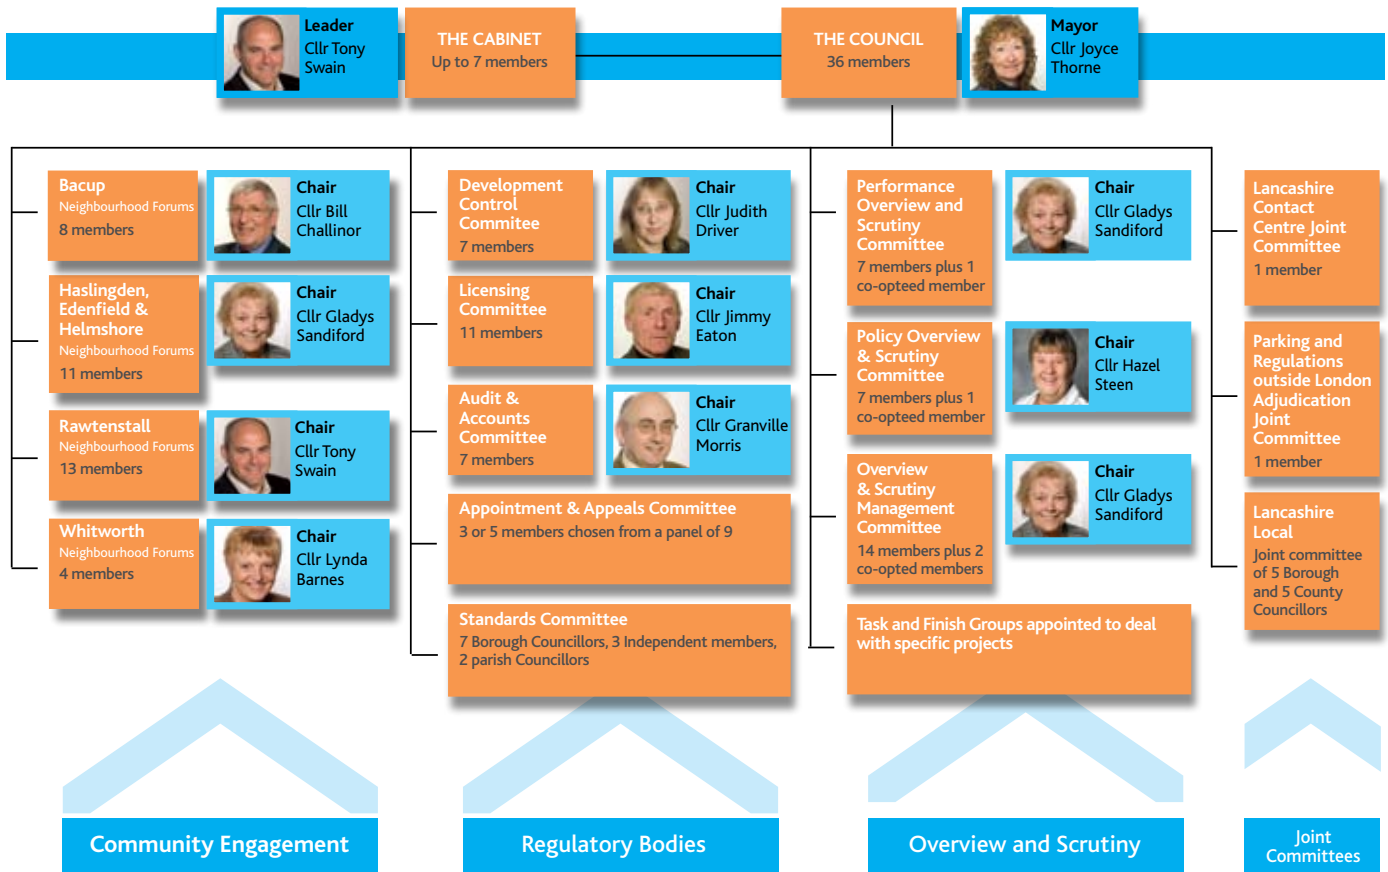 Leader
Cllr Tony
Swain
THE CABINET
Up to 7 members
THE COUNCIL
36 members
Mayor
Cllr Joyce
Thorne
Bacup
Neighbourhood Forums
8 members
Chair
Cllr Bill
Challinor
Haslingden,
Edenfield &
Helmshore
Neighbourhood Forums
11 members
Chair
Cllr Gladys
Sandiford
Rawtenstall
Neighbourhood Forums
13 members
Chair
Cllr Tony
Swain
Whitworth
Neighbourhood Forums
4 members
Chair
Cllr Lynda
Barnes
Development
Control
Commitee
7 members
Chair
Cllr Judith
Driver
Licensing
Committee
11 members
Chair
Cllr Jimmy
Eaton
Audit &
Accounts
Committee
7 members
Chair
Cllr Granville
Morris
Appointment & Appeals Committee
3 or 5 members chosen from a panel of 9
Standards Committee
7 Borough Councillors, 3 Independent members,
2 parish Councillors
Performance
Overview and
Scrutiny
Committee
7 members plus 1
co-opteed member
Chair
Cllr Gladys
Sandiford
Policy Overview
& Scrutiny
Committee
7 members plus 1
co-opteed member
Chair
Cllr Hazel
Steen
Overview
& Scrutiny
Management
Committee
14 members plus 2
co-opted members
Chair
Cllr Gladys
Sandiford
Task and Finish Groups appointed to deal
with specific projects
Lancashire
Contact
Centre Joint
Committee
1 member
Parking and
Regulations
outside London
Adjudication
Joint
Committee
1 member
Lancashire
Local
Joint committee
of 5 Borough
and 5 County
Councillors
Community Engagement
Regulatory Bodies
Overview and Scrutiny
Joint
Committees